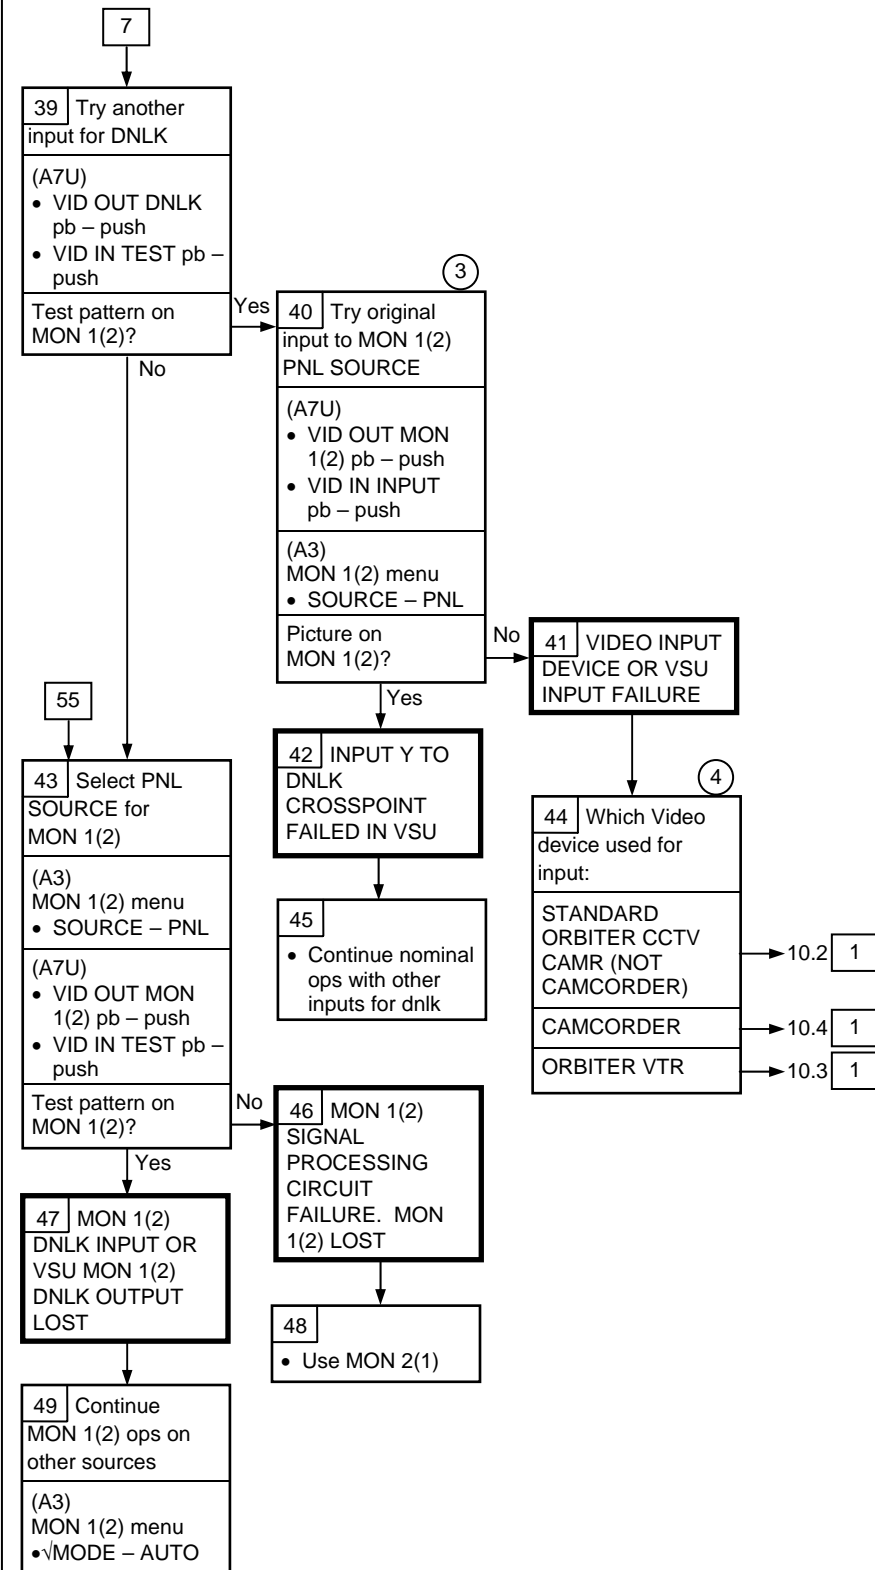 7
39 Try another
input for DNLK
(A7U)
• VID OUT DNLK
pb – push
• VID IN TEST pb –
push
Test pattern on
MON 1(2)?
Yes
No
3
40 Try original
input to MON 1(2)
PNL SOURCE
(A7U)
• VID OUT MON
1(2) pb – push
• VID IN INPUT
pb – push
(A3)
MON 1(2) menu
• SOURCE – PNL
Picture on
MON 1(2)?
No
Yes
41 VIDEO INPUT
DEVICE OR VSU
INPUT FAILURE
42 INPUT Y TO
DNLK
CROSSPOINT
FAILED IN VSU
55
43 Select PNL
SOURCE for
MON 1(2)
(A3)
MON 1(2) menu
• SOURCE – PNL
(A7U)
• VID OUT MON
1(2) pb – push
• VID IN TEST pb –
push
Test pattern on
MON 1(2)?
No
Yes
4
44 Which Video
device used for
input:
STANDARD
ORBITER CCTV
CAMR (NOT
CAMCORDER)
10.2 1
CAMCORDER
10.4 1
ORBITER VTR
10.3 1
45
• Continue nominal
ops with other
inputs for dnlk
46 MON 1(2)
SIGNAL
PROCESSING
CIRCUIT
FAILURE. MON
1(2) LOST
47 MON 1(2)
DNLK INPUT OR
VSU MON 1(2)
DNLK OUTPUT
LOST
48
• Use MON 2(1)
49 Continue
MON 1(2) ops on
other sources
(A3)
MON 1(2) menu
•√MODE – AUTO